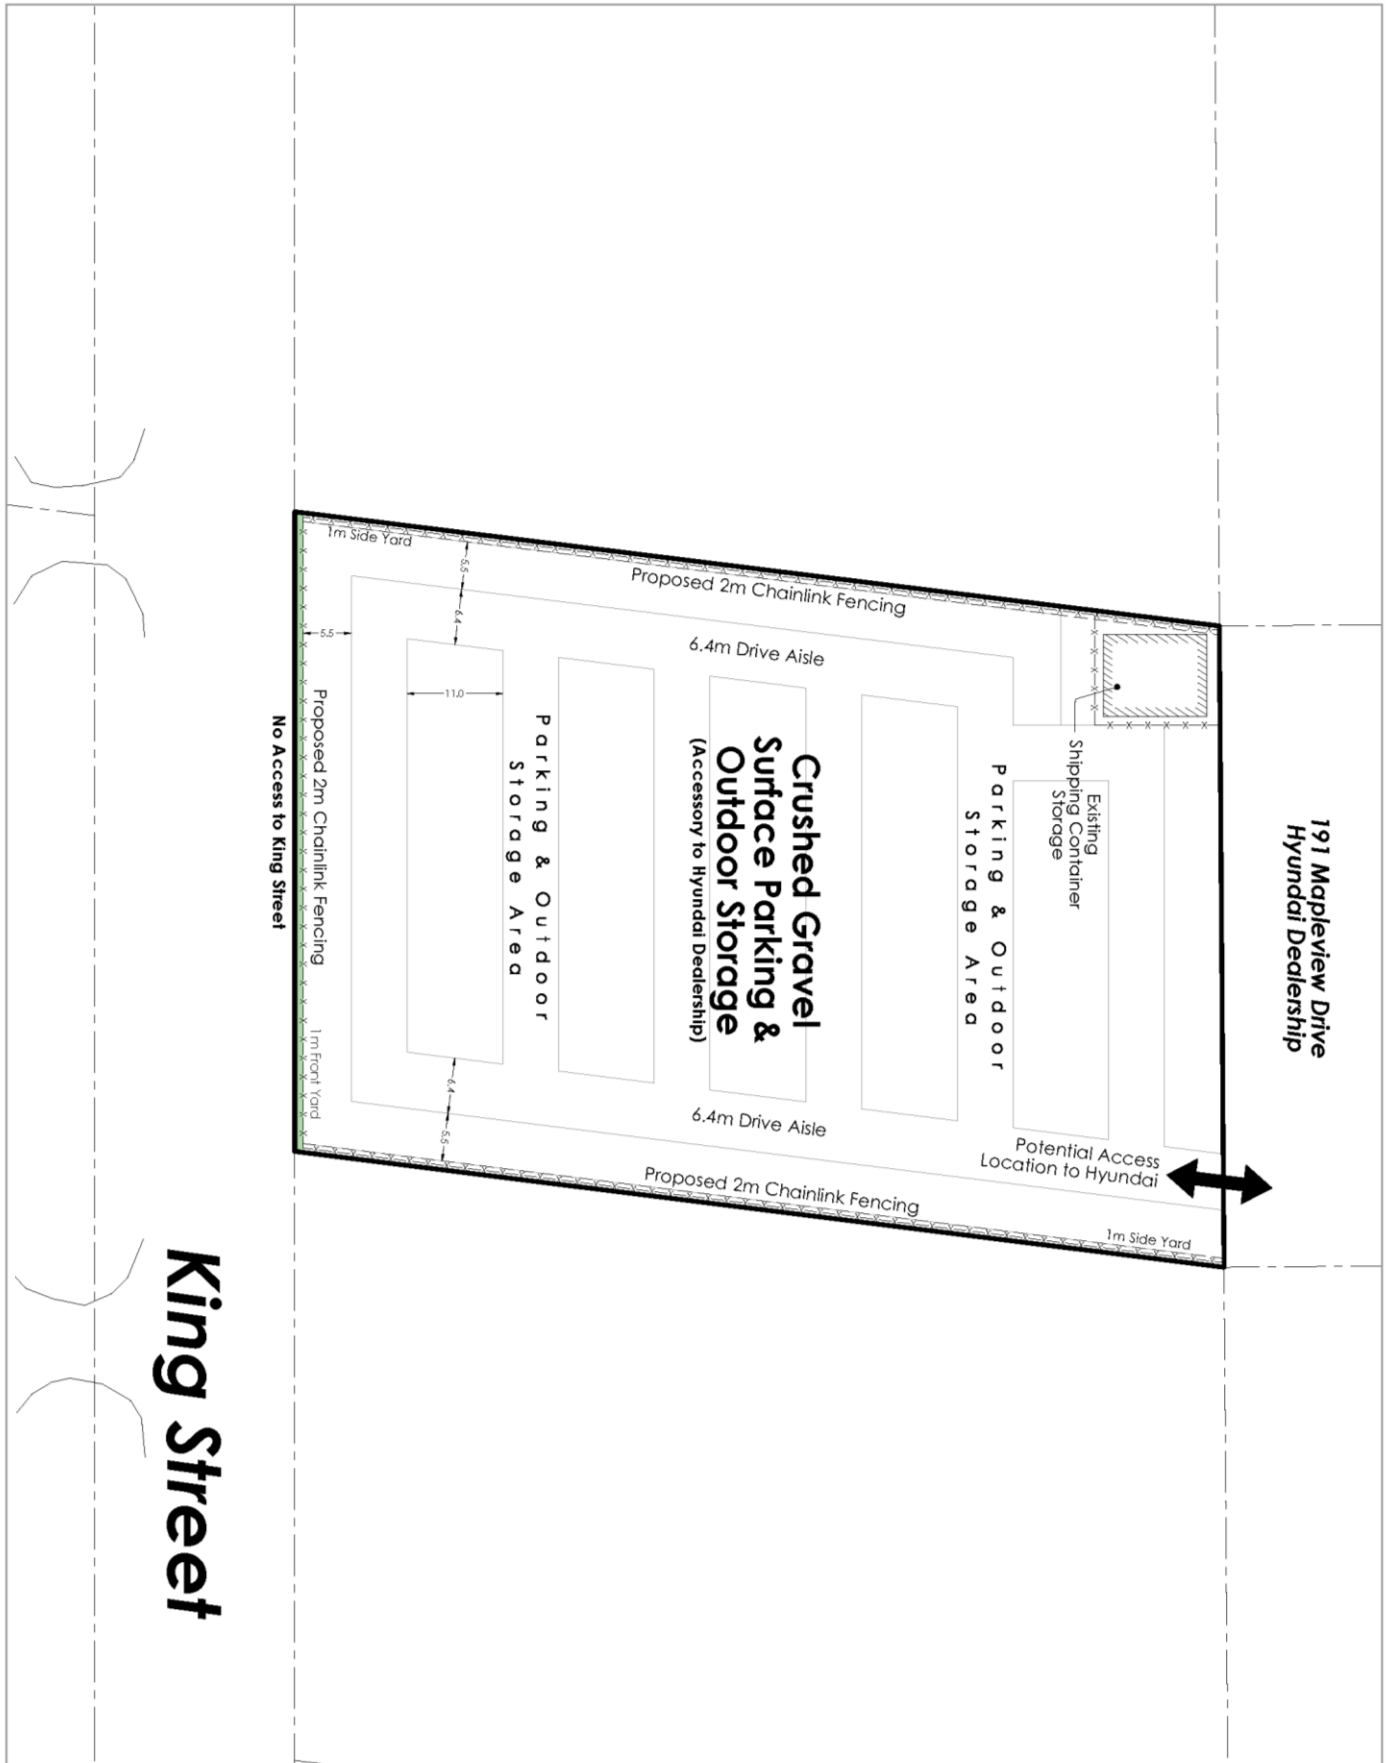 191 Mapleview Drive
Hyundai Dealership
1m Side Yard
5.5
6.4
5.5
11.0
Proposed 2m Chainlink Fencing
6.4m Drive Aisle
Existing
Shipping Container
Storage
Parking & Outdoor
Storage Area
Crushed Gravel
Surface Parking &
Outdoor Storage
(Accessory to Hyundai Dealership)
Parking & Outdoor
Storage Area
Proposed 2m Chainlink Fencing
1m Front Yard
No Access to King Street
6.4
5.5
6.4m Drive Aisle
Potential Access
Location to Hyundai
Proposed 2m Chainlink Fencing
1m Side Yard
King Street